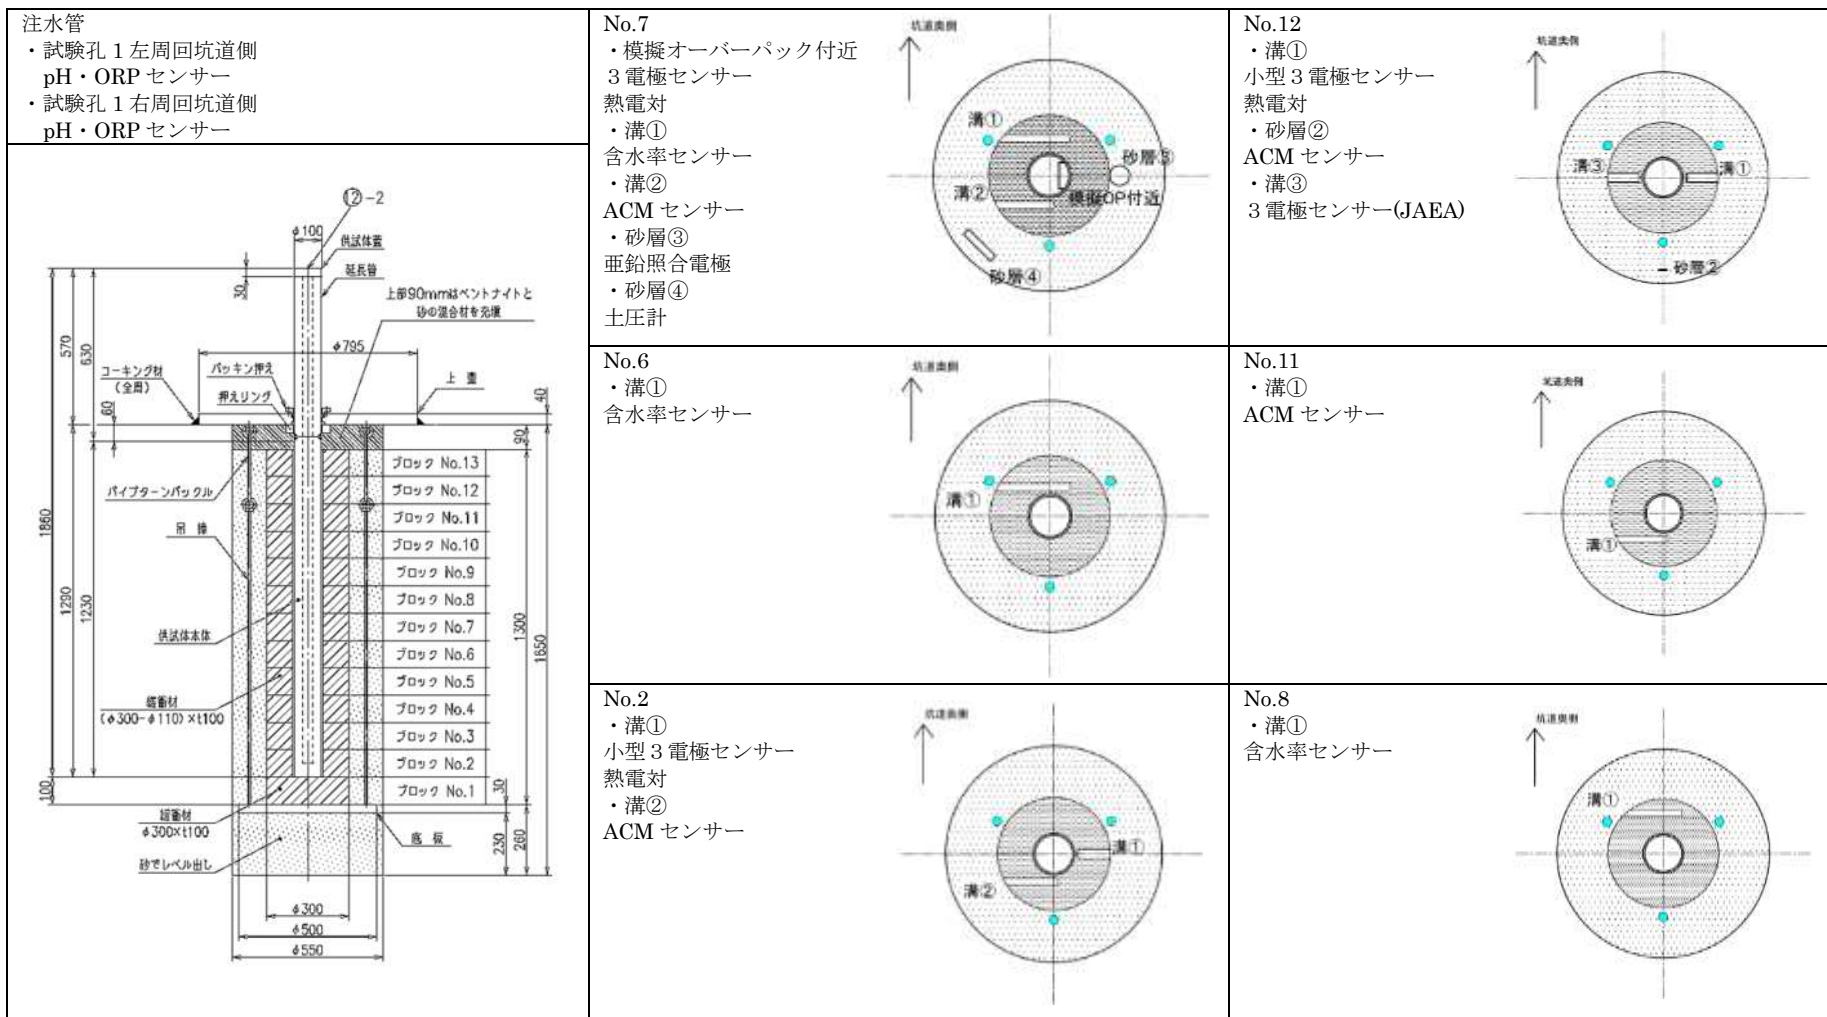 注水管
・試験孔１左周回坑道側
pH・ORP センサー
・試験孔１右周回坑道側
pH・ORP センサー
⑫-2
φ100
供試体蓋
延長管
30
上部90mmはベントナイトと
砂の混合材を充填
570
630
φ795
コーキング材
(全周)
パッキン押え
押えリング
上 蓋
40
60
90
ブロック No.13
ブロック No.12
ブロック No.11
ブロック No.10
ブロック No.9
ブロック No.8
ブロック No.7
ブロック No.6
ブロック No.5
ブロック No.4
ブロック No.3
ブロック No.2
ブロック No.1
パイプターンバックル
吊 棒
1860
1290
1230
供試体本体
1300
1650
緩衝材
(φ300-φ110)×t100
100
30
緩衝材
φ300×t100
底 板
230
260
砂でレベル出し
φ300
φ500
φ550
No.7
・模擬オーバーパック付近
３電極センサー
熱電対
・溝①
含水率センサー
・溝②
ACM センサー
・砂層③
亜鉛照合電極
・砂層④
土圧計
坑道奥側
溝①
砂層③
溝②
模擬OP付近
砂層④
No.12
・溝①
小型３電極センサー
熱電対
・砂層②
ACM センサー
・溝③
３電極センサー(JAEA)
坑道奥側
溝③
溝①
砂層②
No.6
・溝①
含水率センサー
坑道奥側
溝①
No.11
・溝①
ACM センサー
坑道奥側
溝①
No.2
・溝①
小型３電極センサー
熱電対
・溝②
ACM センサー
坑道奥側
溝①
溝②
No.8
・溝①
含水率センサー
坑道奥側
溝①